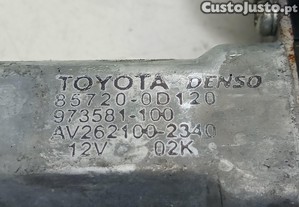 CustoJusto.pt
TOYOTA DENSO
85720-0D120
973581-100
AV262100-2340
12V 02K